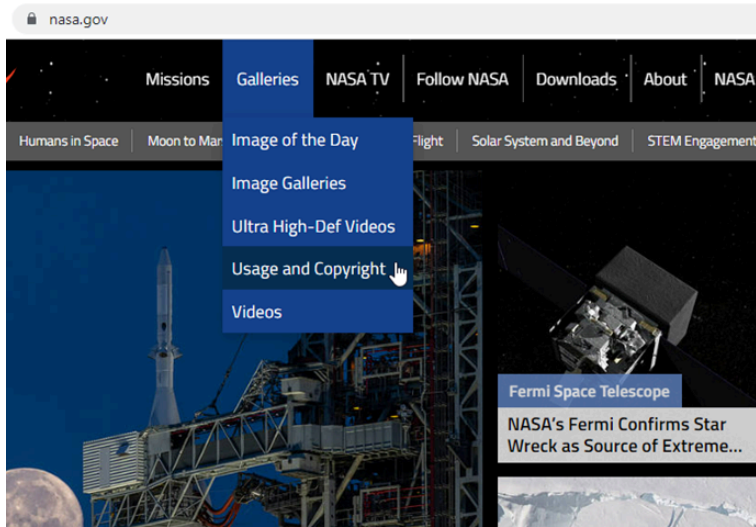 nasa.gov
Missions Galleries NASA TV Follow NASA Downloads About NASA
Humans in Space Moon to Mar Flight Solar System and Beyond STEM Engagement
Image of the Day
Image Galleries
Ultra High-Def Videos
Usage and Copyright
Videos
Fermi Space Telescope
NASA's Fermi Confirms Star
Wreck as Source of Extreme...